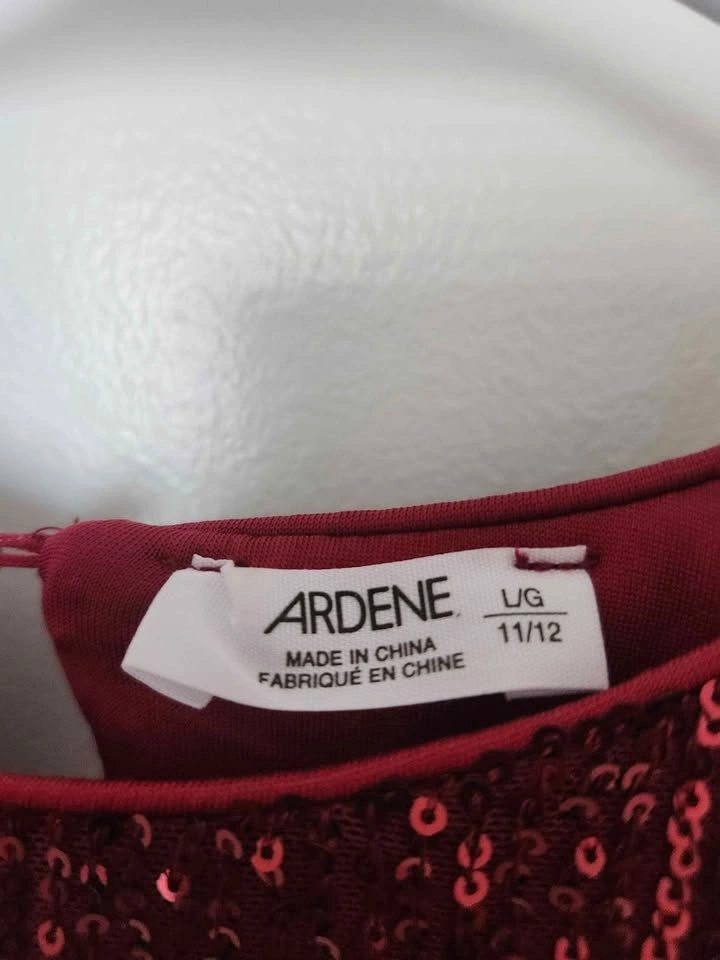 ARDENE
L/G
11/12
MADE IN CHINA
FABRIQUÉ EN CHINE